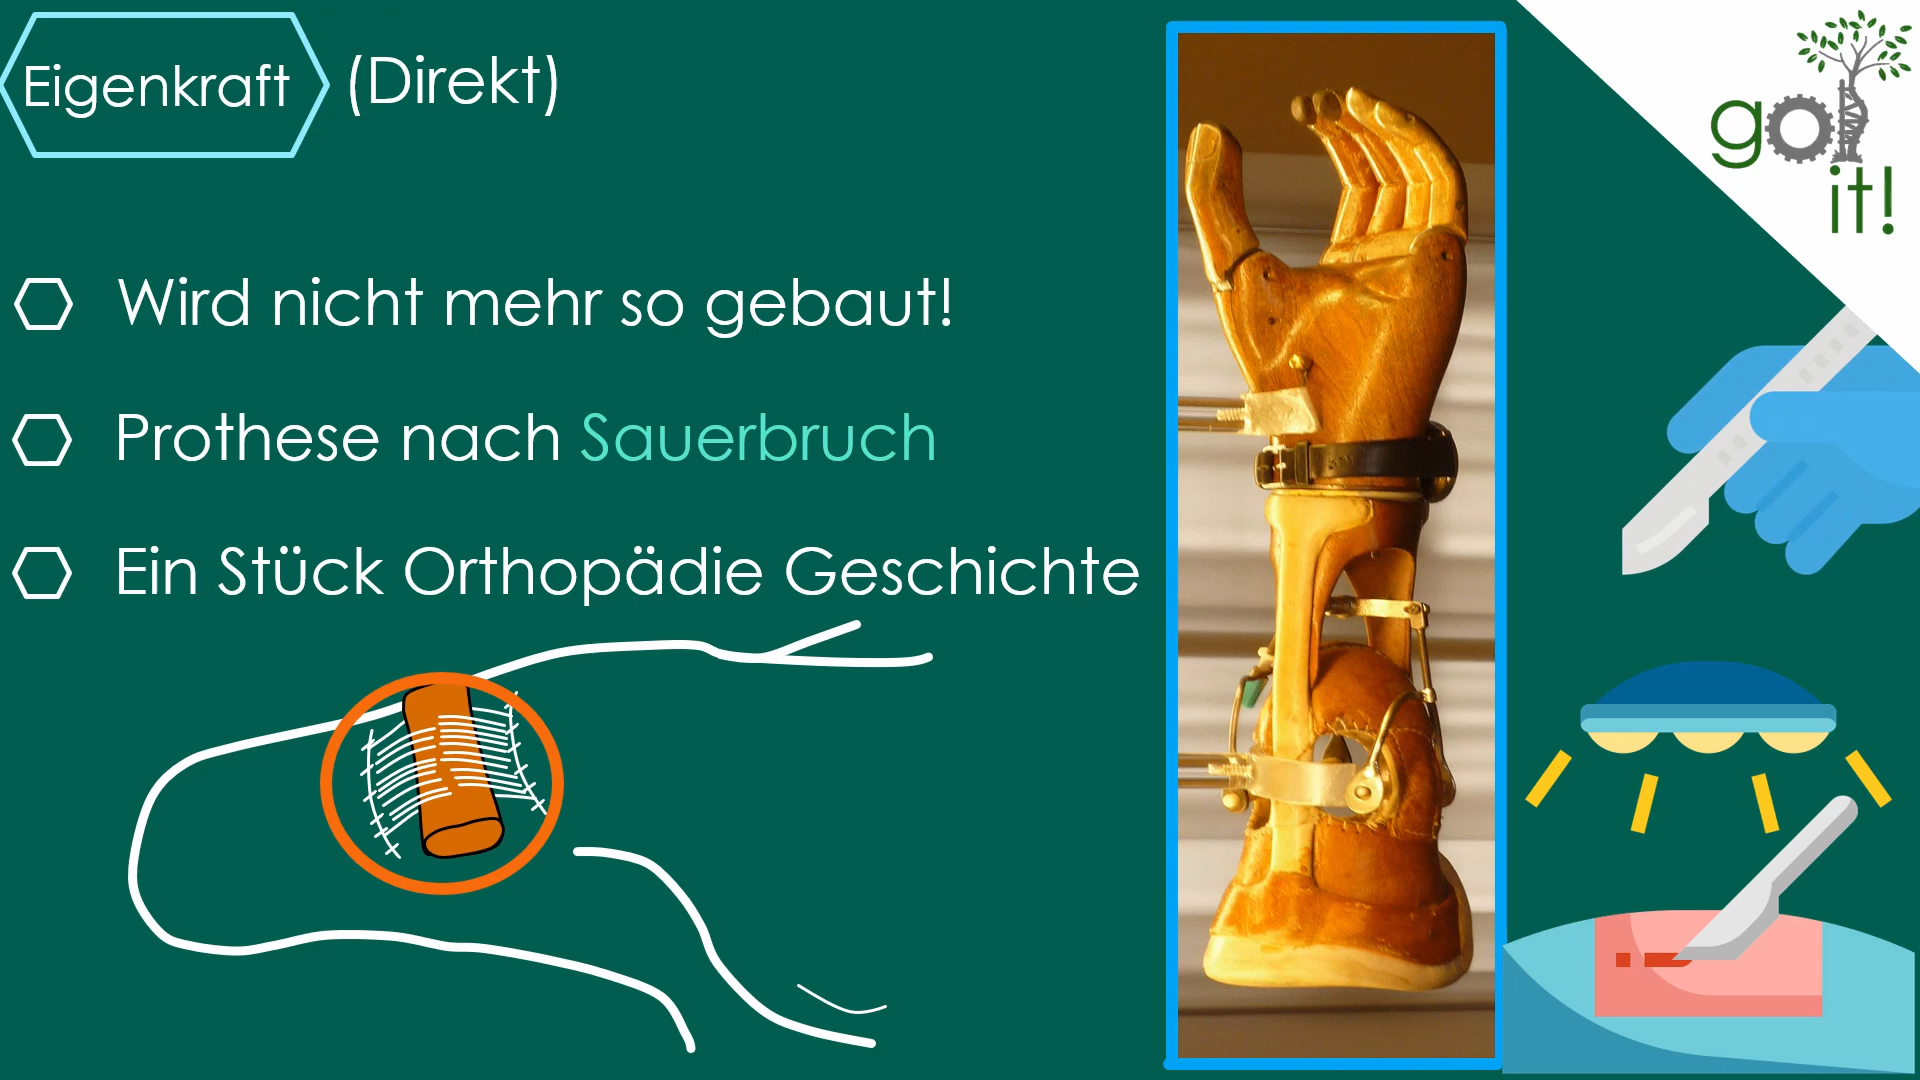 Eigenkraft (Direkt)
Wird nicht mehr so gebaut!
Prothese nach Sauerbruch
Ein Stück Orthopädie Geschichte
go
it!